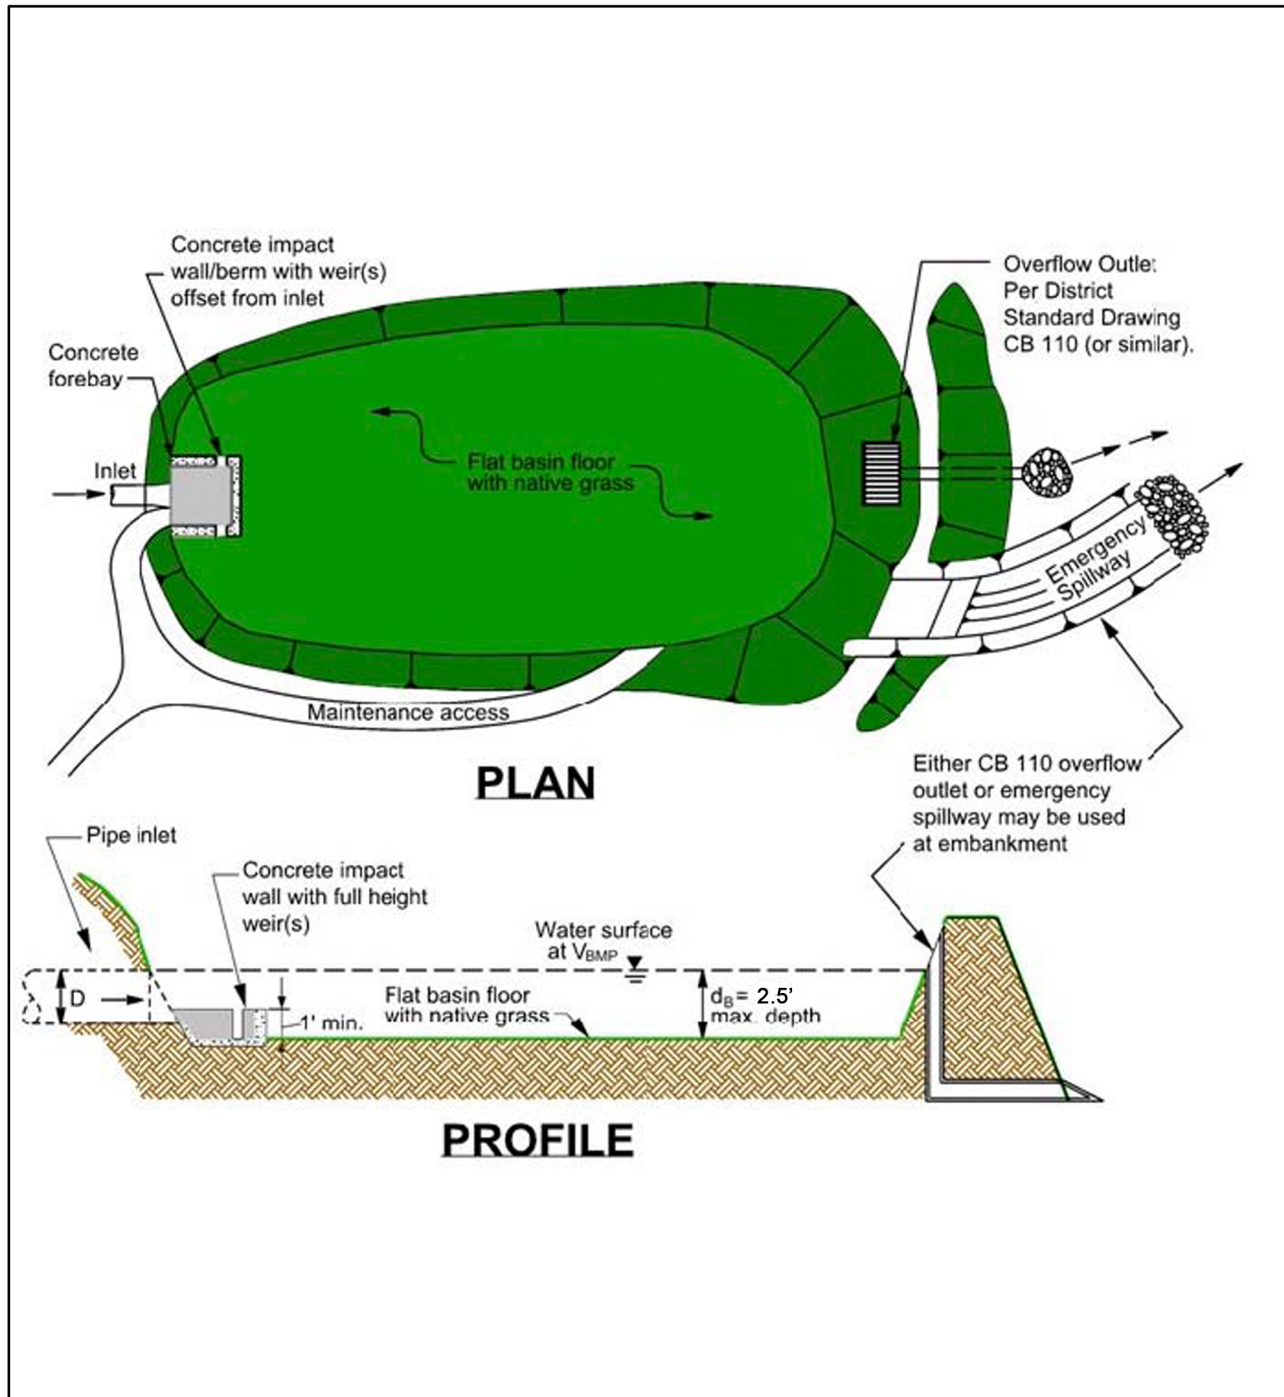 Concrete impact
wall/berm with weir(s)
offset from inlet
Overflow Outlet
Per District
Standard Drawing
CB 110 (or similar).
Concrete
forebay
Inlet
Flat basin floor
with native grass
Emergency
Spillway
Maintenance access
PLAN
Either CB 110 overflow
outlet or emergency
spillway may be used
at embankment
Pipe inlet
Concrete impact
wall with full height
weir(s)
Water surface
at VBMP
D
1' min.
Flat basin floor
with native grass
dB = 2.5'
max. depth
PROFILE